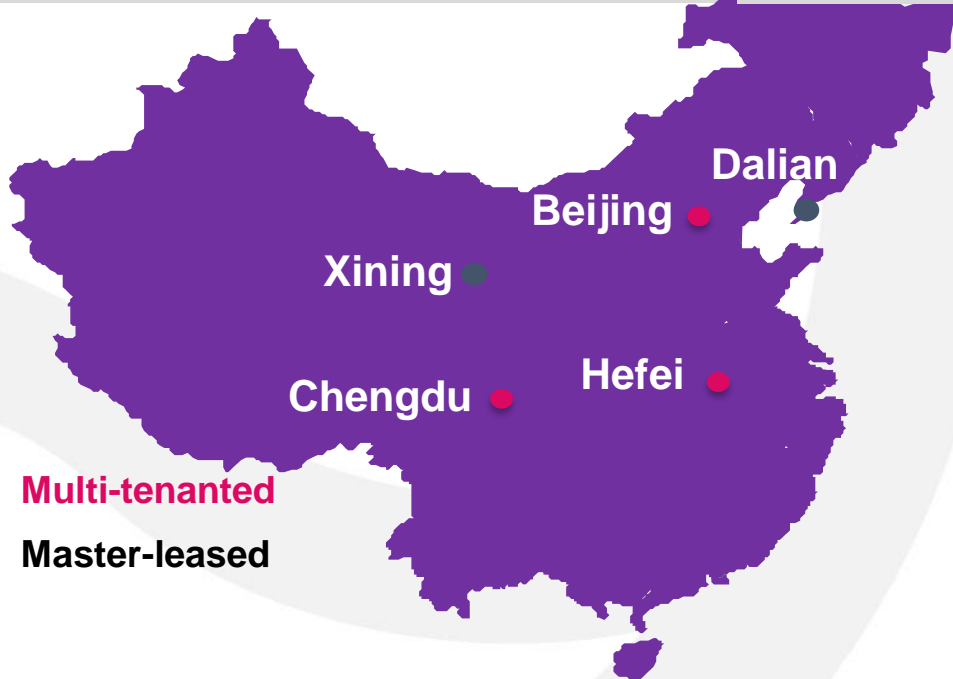 Dalian
Beijing
Xining
Hefei
Chengdu
Multi-tenanted
Master-leased